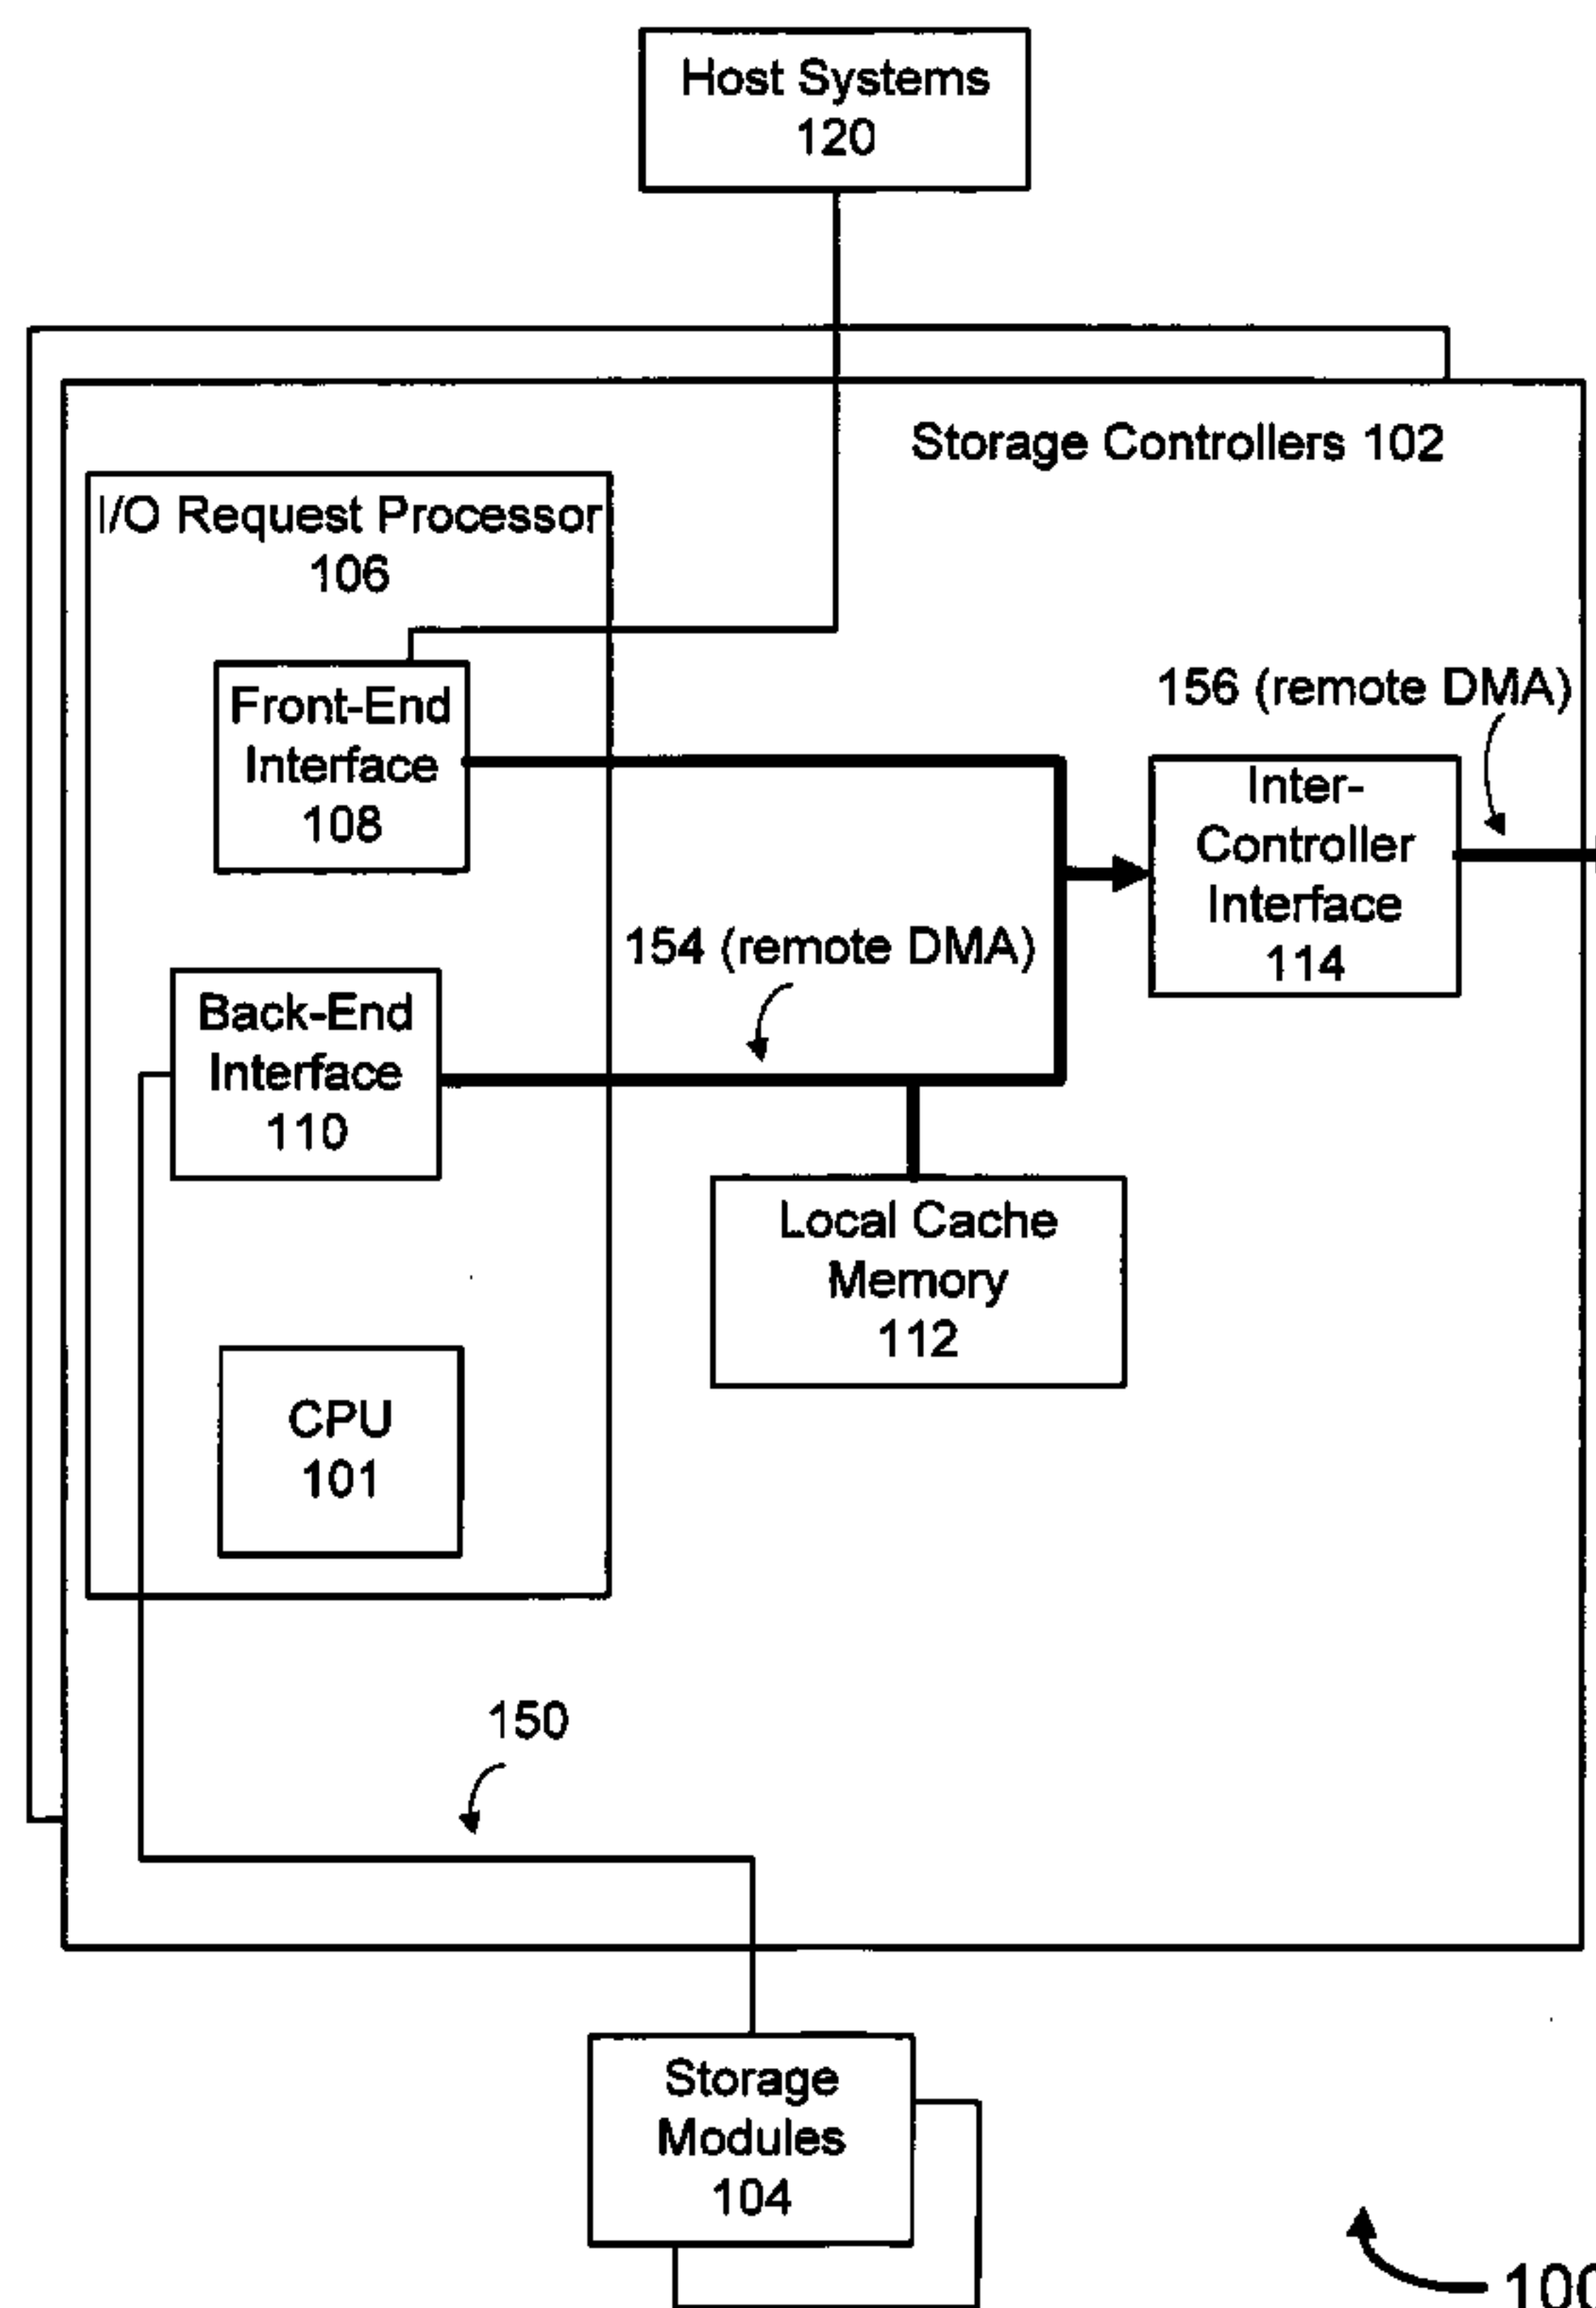 Host Systems
120
Storage Controllers 102
I/O Request Processor
106
Front-End
Interface
108
156 (remote DMA)
Inter-
Controller
Interface
114
154 (remote DMA)
Back-End
Interface
110
Local Cache
Memory
112
CPU
101
150
Storage
Modules
104
100